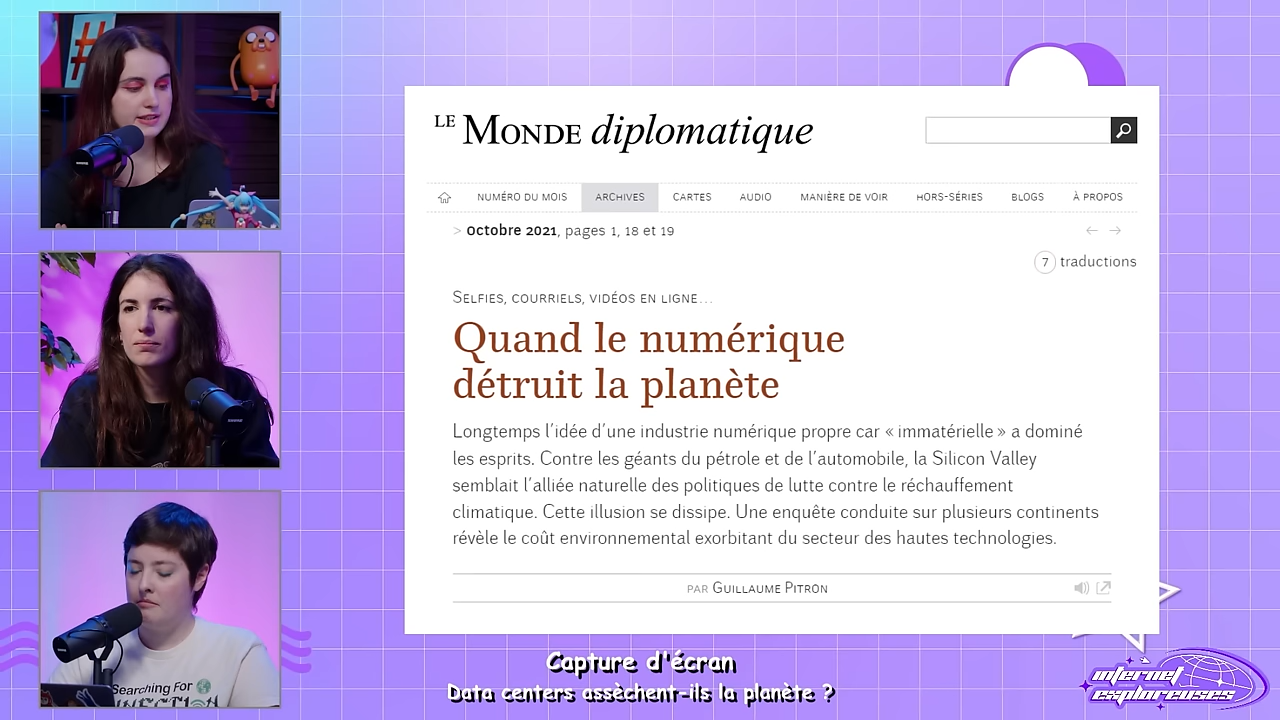 LE MONDE diplomatique
NUMÉRO DU MOIS ARCHIVES CARTES AUDIO MANIÈRE DE VOIR HORS-SÉRIES BLOGS À PROPOS
> octobre 2021, pages 1, 18 et 19
7 traductions
SELFIES, COURRIELS, VIDÉOS EN LIGNE…
Quand le numérique
détruit la planète
Longtemps l'idée d'une industrie numérique propre car « immatérielle » a dominé
les esprits. Contre les géants du pétrole et de l'automobile, la Silicon Valley
semblait l'alliée naturelle des politiques de lutte contre le réchauffement
climatique. Cette illusion se dissipe. Une enquête conduite sur plusieurs continents
révèle le coût environnemental exorbitant du secteur des hautes technologies.
PAR GUILLAUME PITRON
Searching For
Capture d'écran
Data centers assèchent-ils la planète ?
internet
exploreuses